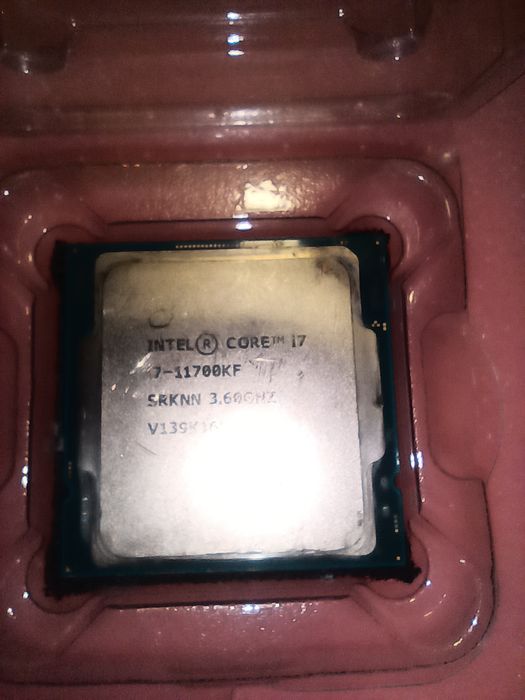 INTEL® CORE™ i7
i7-11700KF
SRKNN 3.60GHZ